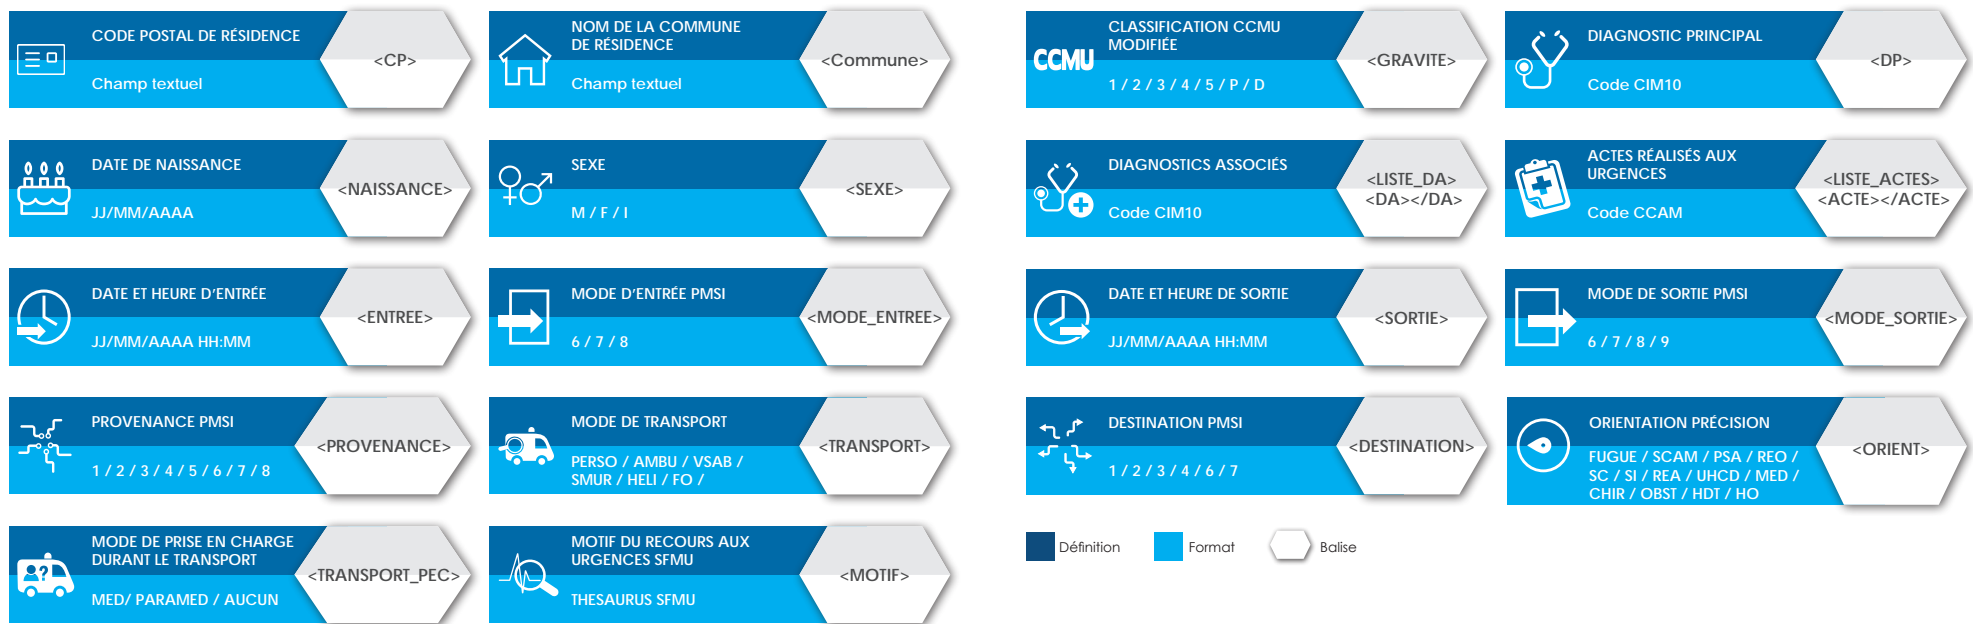 CODE POSTAL DE RÉSIDENCE
Champ textuel
<CP>
NOM DE LA COMMUNE
DE RÉSIDENCE
Champ textuel
<Commune>
DATE DE NAISSANCE
JJ/MM/AAAA
<NAISSANCE>
SEXE
M / F / I
<SEXE>
DATE ET HEURE D'ENTRÉE
JJ/MM/AAAA HH:MM
<ENTREE>
MODE D'ENTRÉE PMSI
6 / 7 / 8
<MODE_ENTREE>
PROVENANCE PMSI
1 / 2 / 3 / 4 / 5 / 6 / 7 / 8
<PROVENANCE>
MODE DE TRANSPORT
PERSO / AMBU / VSAB /
SMUR / HELI / FO /
<TRANSPORT>
MODE DE PRISE EN CHARGE
DURANT LE TRANSPORT
MED/ PARAMED / AUCUN
<TRANSPORT_PEC>
MOTIF DU RECOURS AUX
URGENCES SFMU
THESAURUS SFMU
<MOTIF>
CCMU
CLASSIFICATION CCMU
MODIFIÉE
1 / 2 / 3 / 4 / 5 / P / D
<GRAVITE>
DIAGNOSTIC PRINCIPAL
Code CIM10
<DP>
DIAGNOSTICS ASSOCIÉS
Code CIM10
<LISTE_DA>
<DA></DA>
ACTES RÉALISÉS AUX
URGENCES
Code CCAM
<LISTE_ACTES>
<ACTE></ACTE>
DATE ET HEURE DE SORTIE
JJ/MM/AAAA HH:MM
<SORTIE>
MODE DE SORTIE PMSI
6 / 7 / 8 / 9
<MODE_SORTIE>
DESTINATION PMSI
1 / 2 / 3 / 4 / 6 / 7
<DESTINATION>
ORIENTATION PRÉCISION
FUGUE / SCAM / PSA / REO /
SC / SI / REA / UHCD / MED /
CHIR / OBST / HDT / HO
<ORIENT>
Définition
Format
Balise